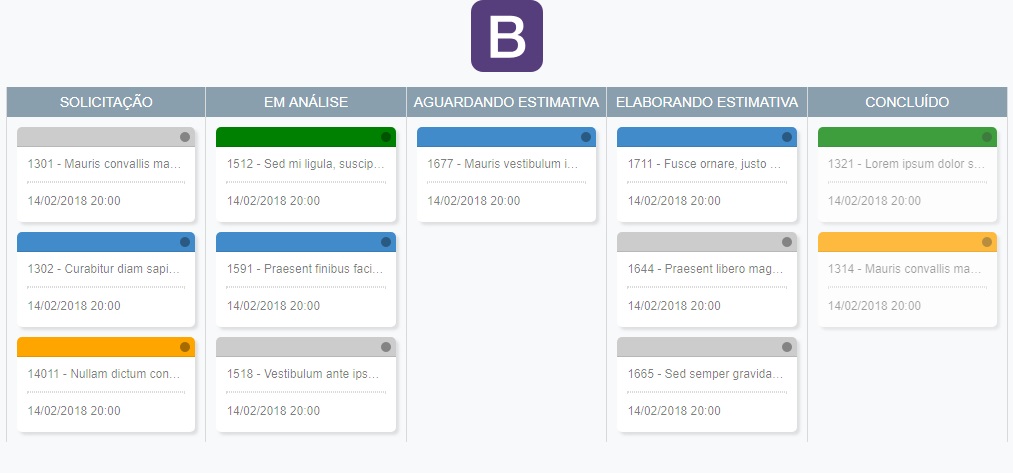 B
SOLICITAÇÃO
EM ANÁLISE
AGUARDANDO ESTIMATIVA
ELABORANDO ESTIMATIVA
CONCLUÍDO
1301 - Mauris convallis ma...
14/02/2018 20:00
1302 - Curabitur diam sapi...
14/02/2018 20:00
14011 - Nullam dictum con...
14/02/2018 20:00
1512 - Sed mi ligula, suscip...
14/02/2018 20:00
1591 - Praesent finibus faci...
14/02/2018 20:00
1518 - Vestibulum ante ips...
14/02/2018 20:00
1677 - Mauris vestibulum i...
14/02/2018 20:00
1711 - Fusce ornare, justo ...
14/02/2018 20:00
1644 - Praesent libero mag...
14/02/2018 20:00
1665 - Sed semper gravida...
14/02/2018 20:00
1321 - Lorem ipsum dolor s...
14/02/2018 20:00
1314 - Mauris convallis ma...
14/02/2018 20:00